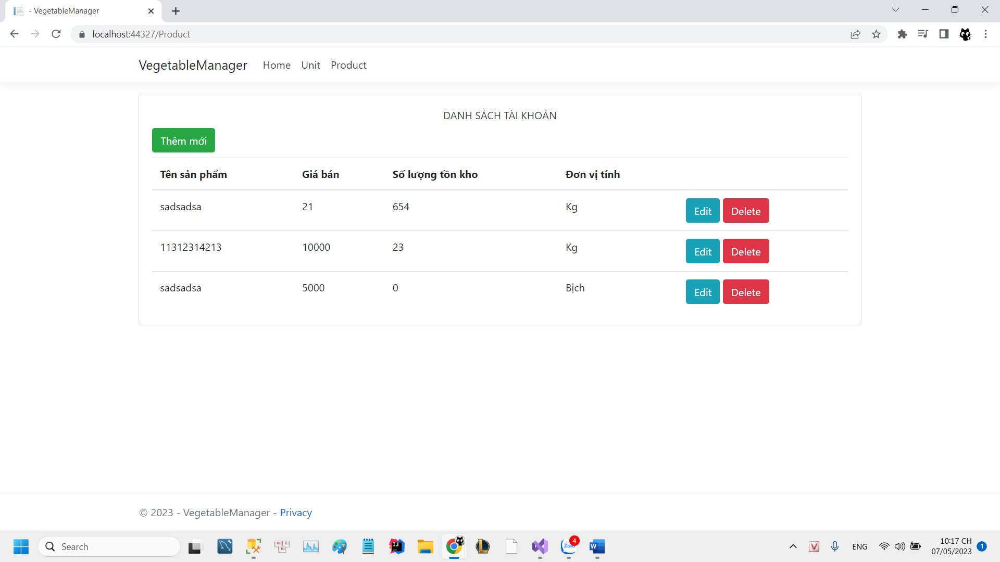 - VegetableManager
localhost:44327/Product
VegetableManager Home Unit Product
DANH SÁCH TÀI KHOẢN
Thêm mới
Tên sản phẩm Giá bán Số lượng tồn kho Đơn vị tính
sadsadsa 21 654 Kg Edit Delete
11312314213 10000 23 Kg Edit Delete
sadsadsa 5000 0 Bịch Edit Delete
© 2023 - VegetableManager - Privacy
Search
4
Zalo
W
IJ
V
ENG
10:17 CH
07/05/2023
1